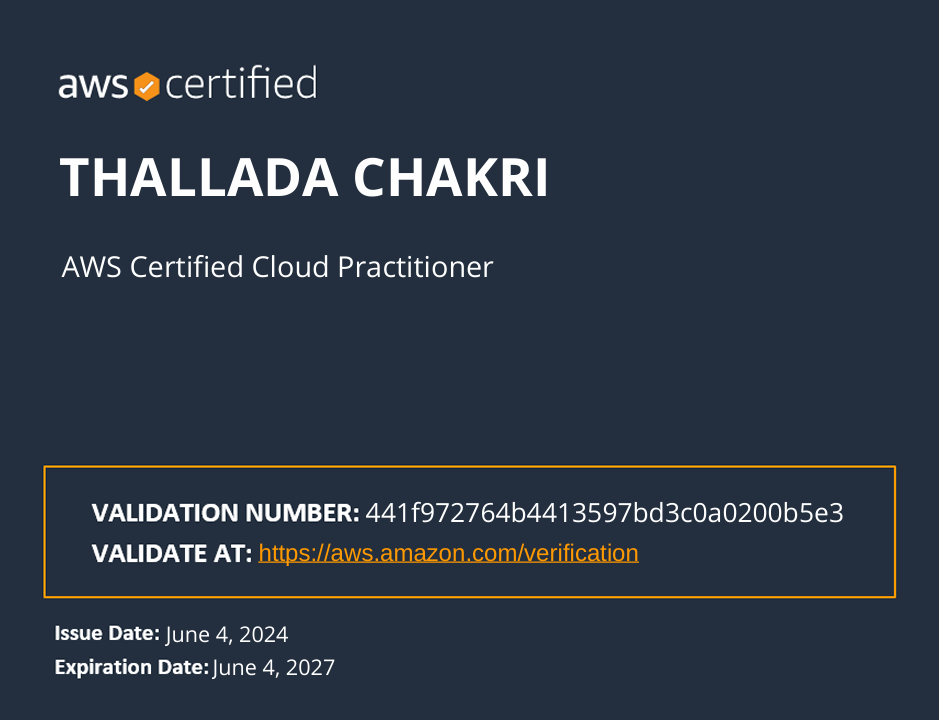 aws certified
THALLADA CHAKRI
AWS Certified Cloud Practitioner
VALIDATION NUMBER: 441f972764b4413597bd3c0a0200b5e3
VALIDATE AT: https://aws.amazon.com/verification
Issue Date: June 4, 2024
Expiration Date: June 4, 2027